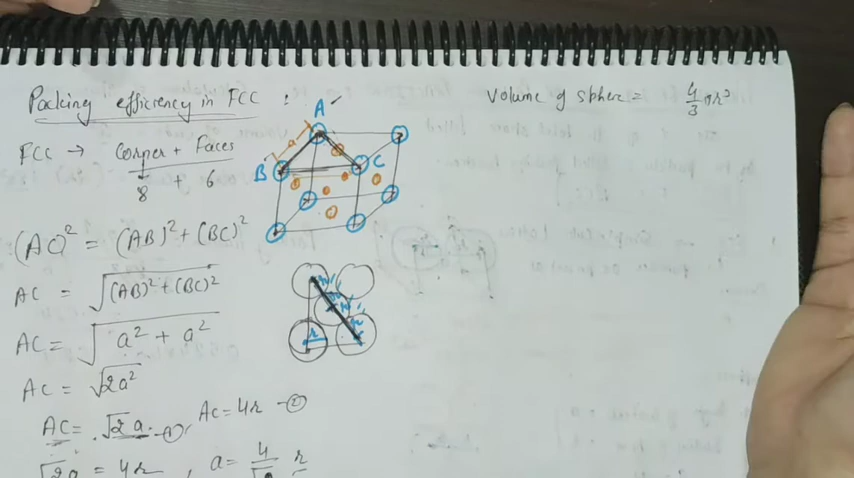 Packing efficiency in FCC :
Volume of sphere = 4/3 πr³
FCC → Corner + Faces
8 + 6
A
a
B
C
(AC)² = (AB)² + (BC)²
AC = √(AB)² + (BC)²
AC = √a² + a²
r
AC = √2a²
AC = √2a. -①, AC = 4r -②
√2a = 4r , a = 4/√2 r